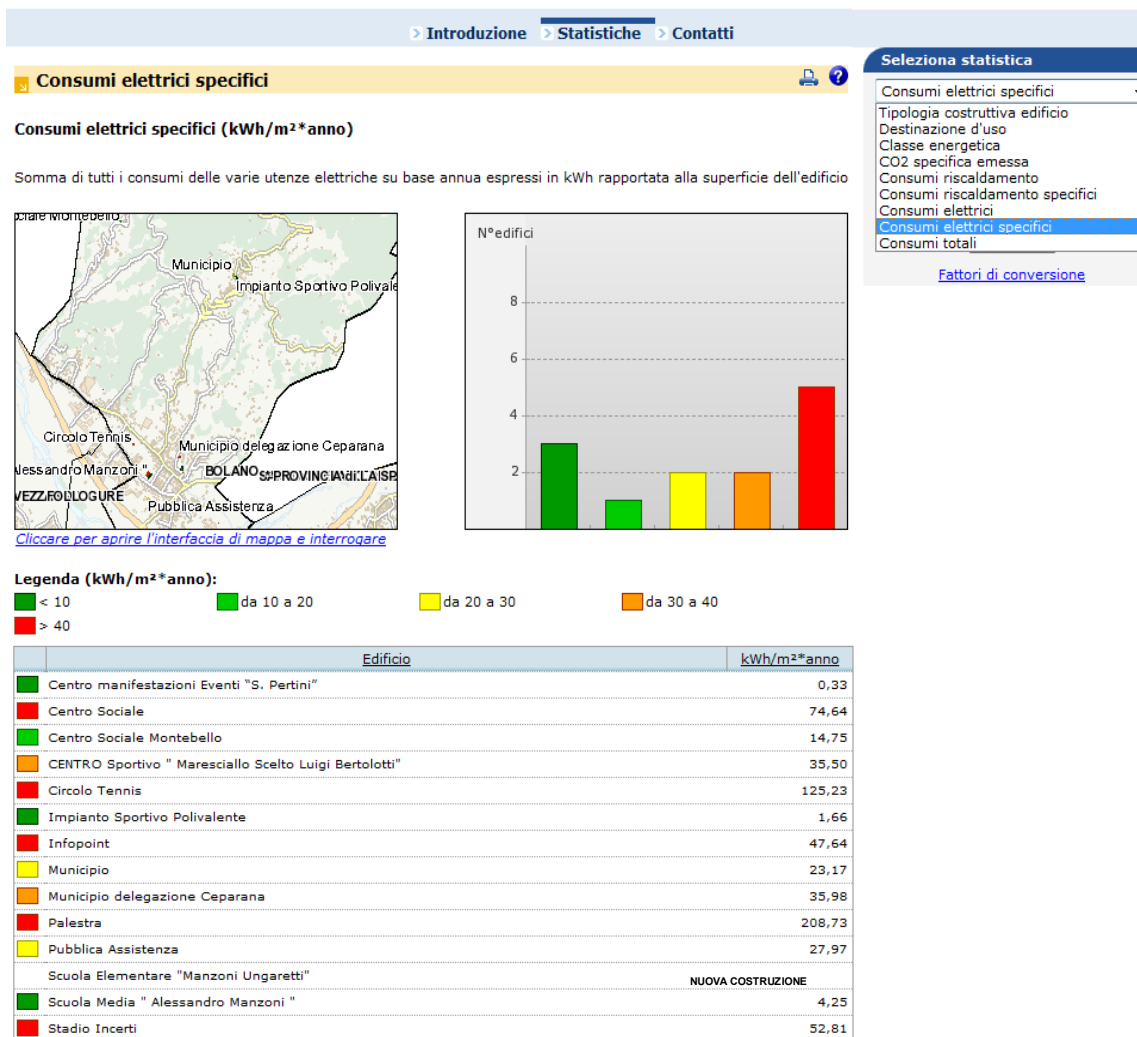 Introduzione Statistiche Contatti
Seleziona statistica
Consumi elettrici specifici
Consumi elettrici specifici
Tipologia costruttiva edificio
Destinazione d'uso
Classe energetica
CO2 specifica emessa
Consumi riscaldamento
Consumi riscaldamento specifici
Consumi elettrici
Consumi elettrici specifici
Consumi totali
Fattori di conversione
Consumi elettrici specifici (kWh/m²*anno)
Somma di tutti i consumi delle varie utenze elettriche su base annua espressi in kWh rapportata alla superficie dell'edificio
Montebello
Municipio
Impianto Sportivo Polivale
Circolo Tennis
Municipio delegazione Ceparana
lessandro Manzoni "
BOLANO
VEZZ FOLLO
Pubblica Assistenza
Cliccare per aprire l'interfaccia di mappa e interrogare
N°edifici
8
6
4
2
Legenda (kWh/m²*anno):
< 10 da 10 a 20 da 20 a 30 da 30 a 40
> 40
Edificio kWh/m²*anno
Centro manifestazioni Eventi "S. Pertini" 0,33
Centro Sociale 74,64
Centro Sociale Montebello 14,75
CENTRO Sportivo " Maresciallo Scelto Luigi Bertolotti" 35,50
Circolo Tennis 125,23
Impianto Sportivo Polivalente 1,66
Infopoint 47,64
Municipio 23,17
Municipio delegazione Ceparana 35,98
Palestra 208,73
Pubblica Assistenza 27,97
Scuola Elementare "Manzoni Ungaretti" NUOVA COSTRUZIONE
Scuola Media " Alessandro Manzoni " 4,25
Stadio Incerti 52,81